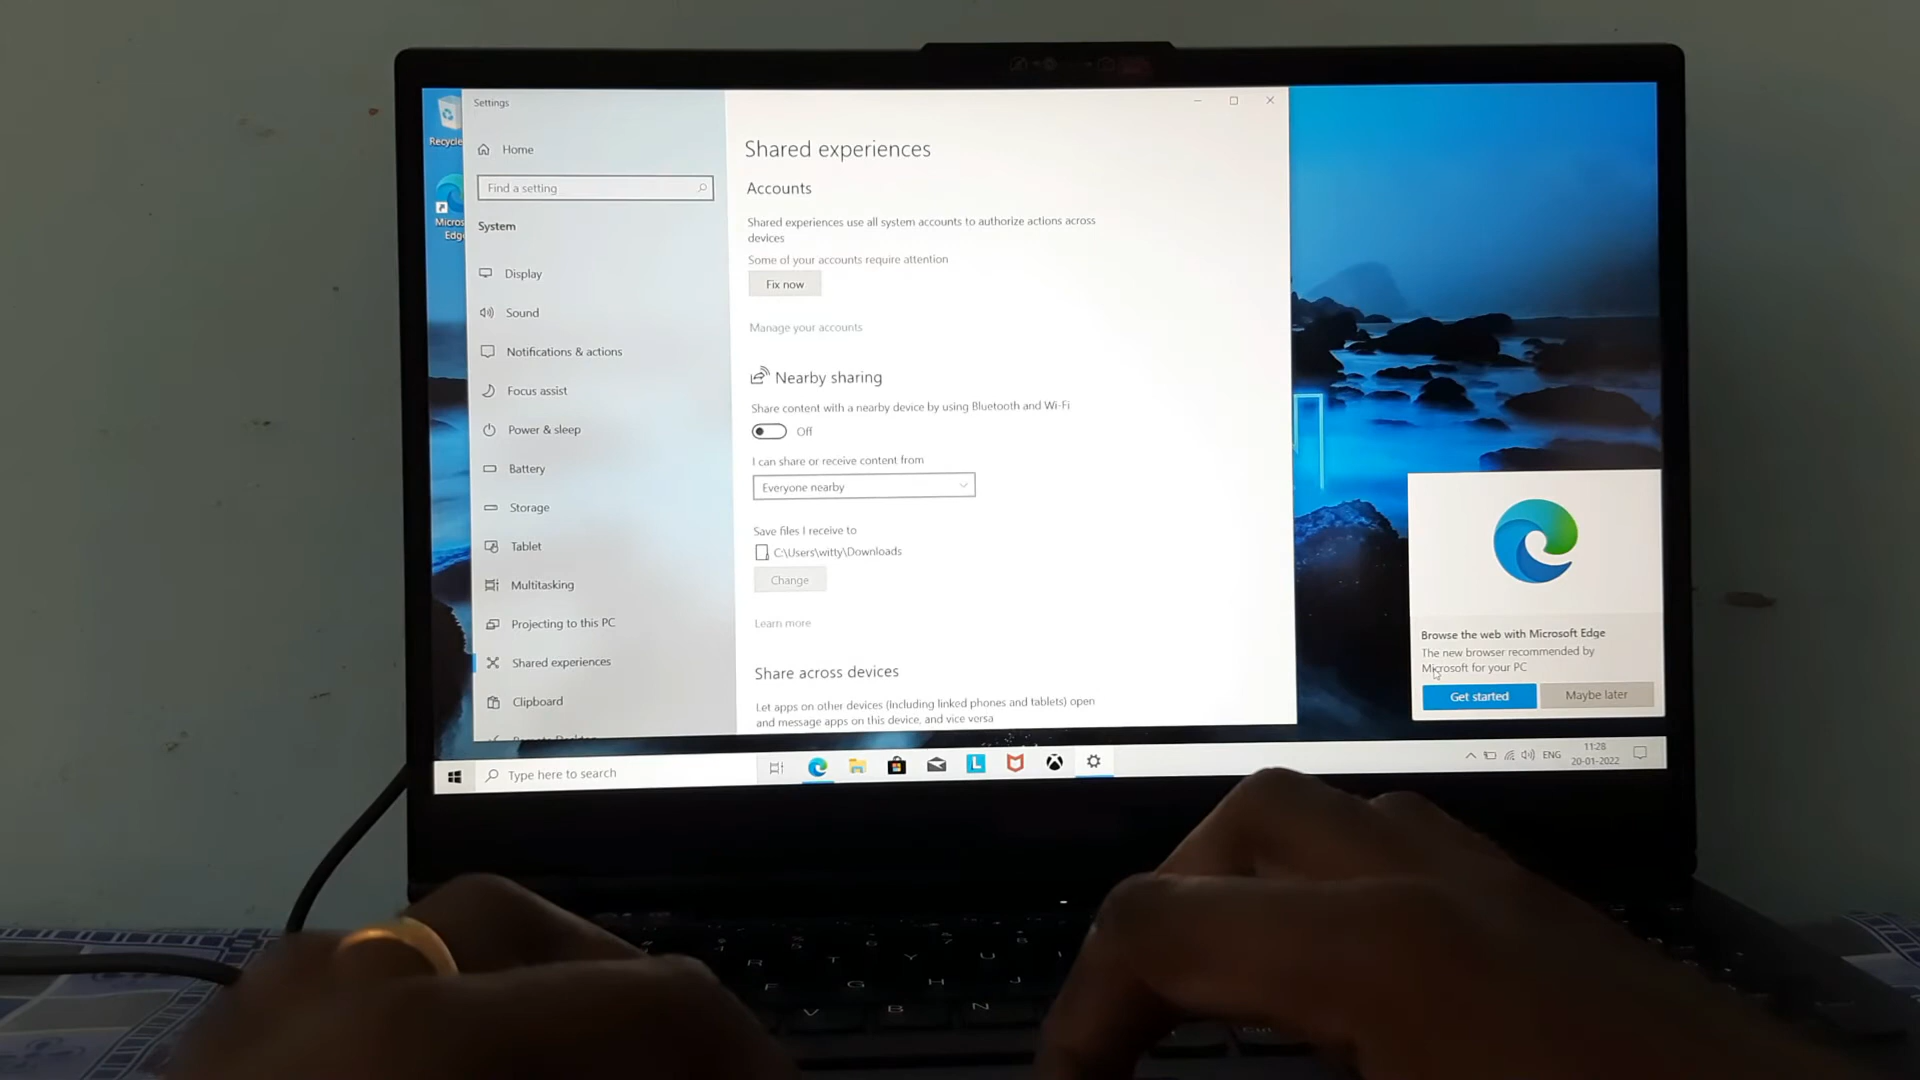 Recycle
Micros
Edg
Settings
Home
Find a setting
System
Display
Sound
Notifications & actions
Focus assist
Power & sleep
Battery
Storage
Tablet
Multitasking
Projecting to this PC
Shared experiences
Clipboard
Shared experiences
Accounts
Shared experiences use all system accounts to authorize actions across
devices
Some of your accounts require attention
Fix now
Manage your accounts
Nearby sharing
Share content with a nearby device by using Bluetooth and Wi-Fi
Off
I can share or receive content from
Everyone nearby
Save files I receive to
C:\Users\witty\Downloads
Change
Learn more
Share across devices
Let apps on other devices (including linked phones and tablets) open
and message apps on this device, and vice versa
Browse the web with Microsoft Edge
The new browser recommended by
Microsoft for your PC
Get started
Maybe later
Type here to search
L
ENG
11:28
20-01-2022
R T Y U
F G H J
V B N